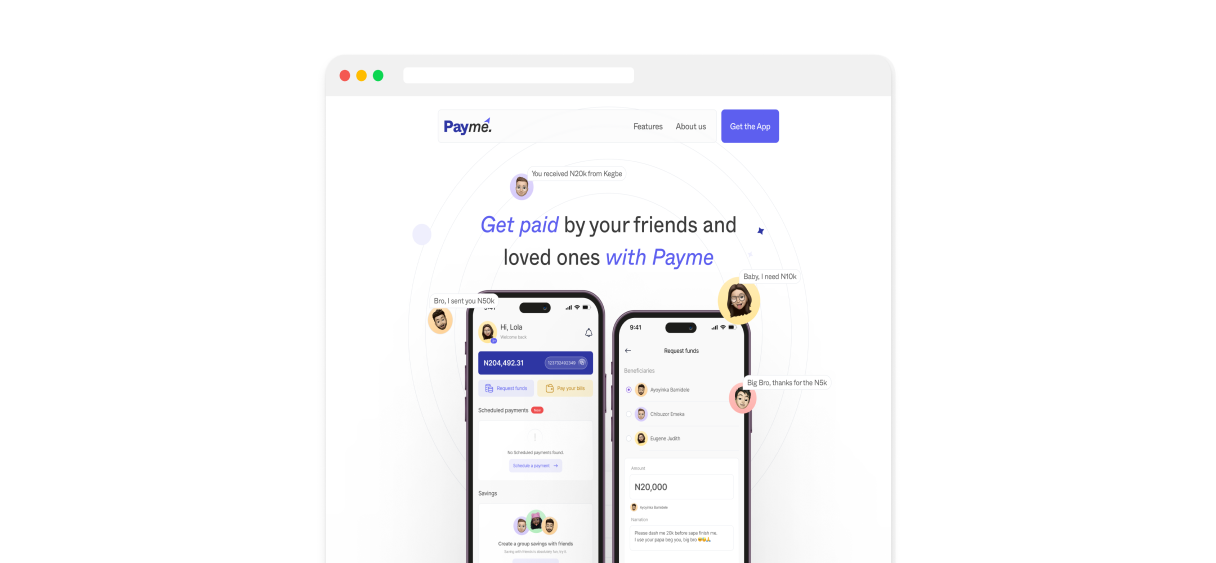 Payme.
Features
About us
Get the App
You received N20k from Kegbe
Get paid by your friends and
loved ones with Payme
Baby, I need N10k
Bro, I sent you N50k
9:41
Hi, Lola
Welcome back
N204,492.31
Request funds
Pay your bills
Scheduled payments
New
No Scheduled payments found.
Schedule a payment
Savings
Create a group savings with friends
9:41
Request funds
Beneficiaries
Ayoyinka Bamidele
Chibuzor Emeka
Eugene Judith
Big Bro, thanks for the N5k
Amount
N20,000
Ayoyinka Bamidele
Narration
Please dash me 20k before sapa finish me.
I use your papa beg you, big bro